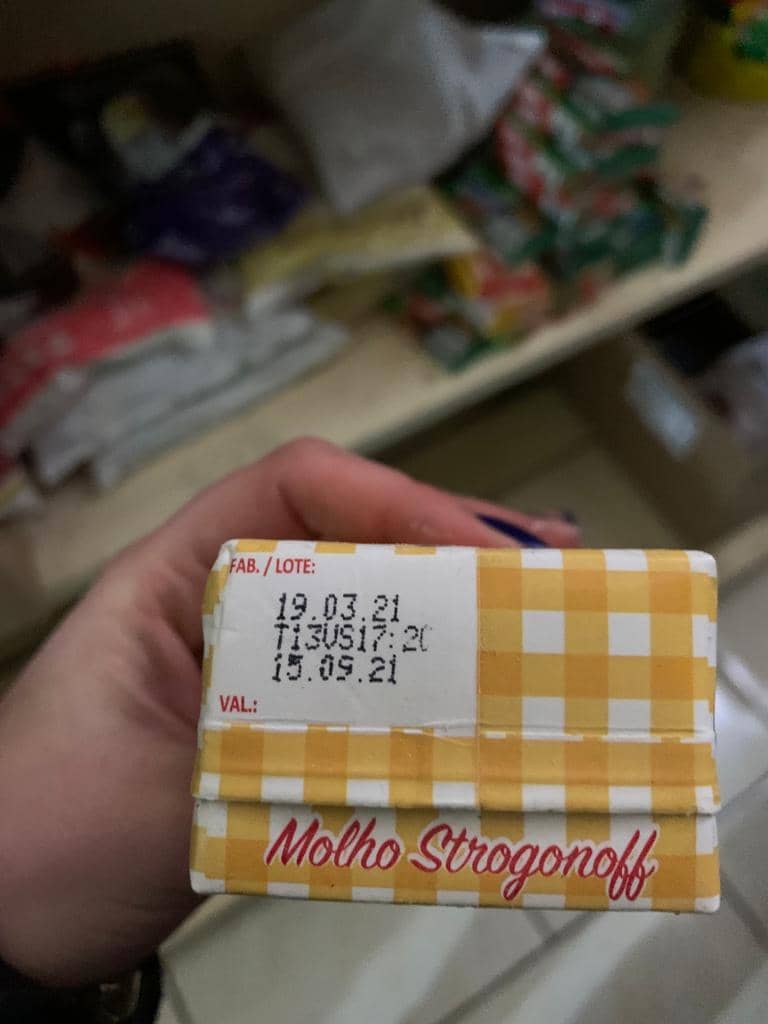 FAB. / LOTE:
19.03.21
T13VS17:20
15.09.21
VAL.:
Molho Strogonoff